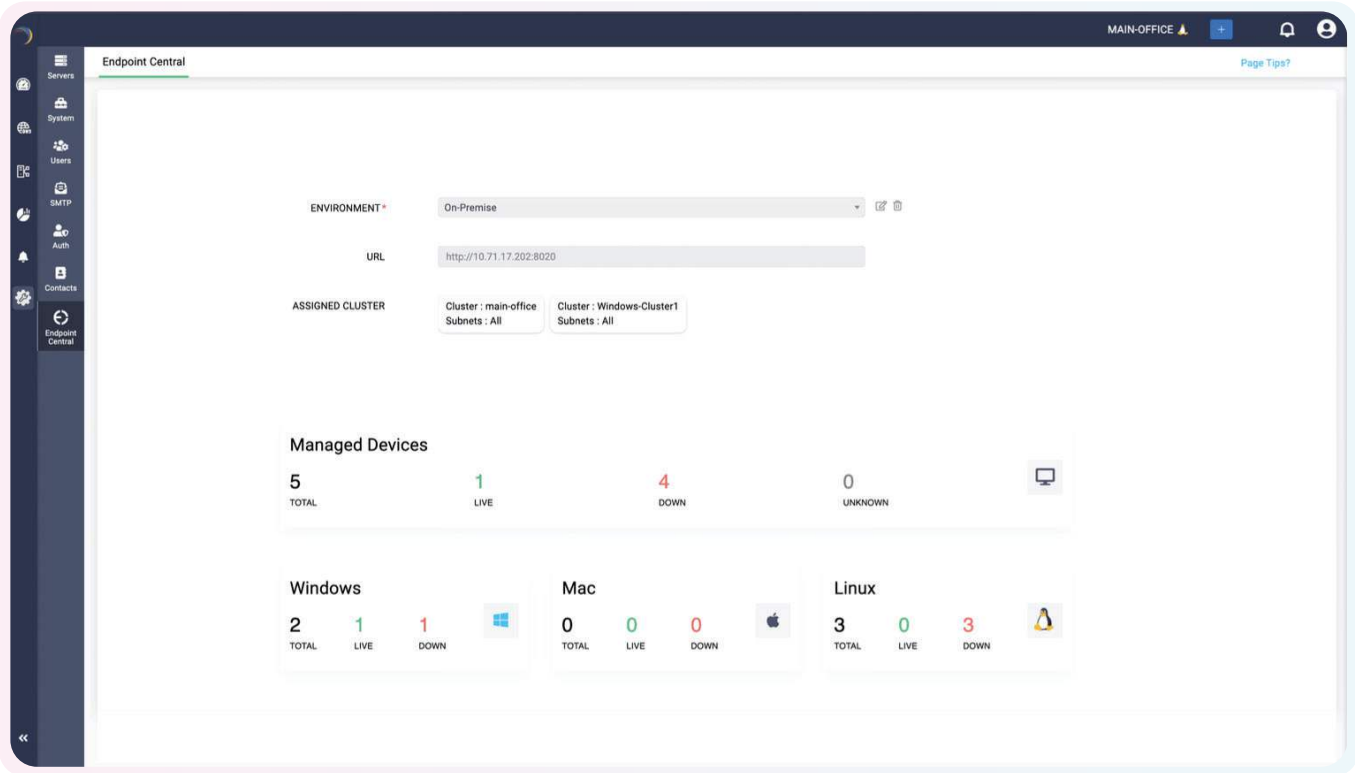 MAIN-OFFICE
+
Servers
System
Users
SMTP
Auth
Contacts
Endpoint
Central
Endpoint Central
Page Tips?
ENVIRONMENT*
On-Premise
URL
http://10.71.17.202:8020
ASSIGNED CLUSTER
Cluster : main-office
Subnets : All
Cluster : Windows-Cluster1
Subnets : All
Managed Devices
5
TOTAL
1
LIVE
4
DOWN
0
UNKNOWN
Windows
2
TOTAL
1
LIVE
1
DOWN
Mac
0
TOTAL
0
LIVE
0
DOWN
Linux
3
TOTAL
0
LIVE
3
DOWN